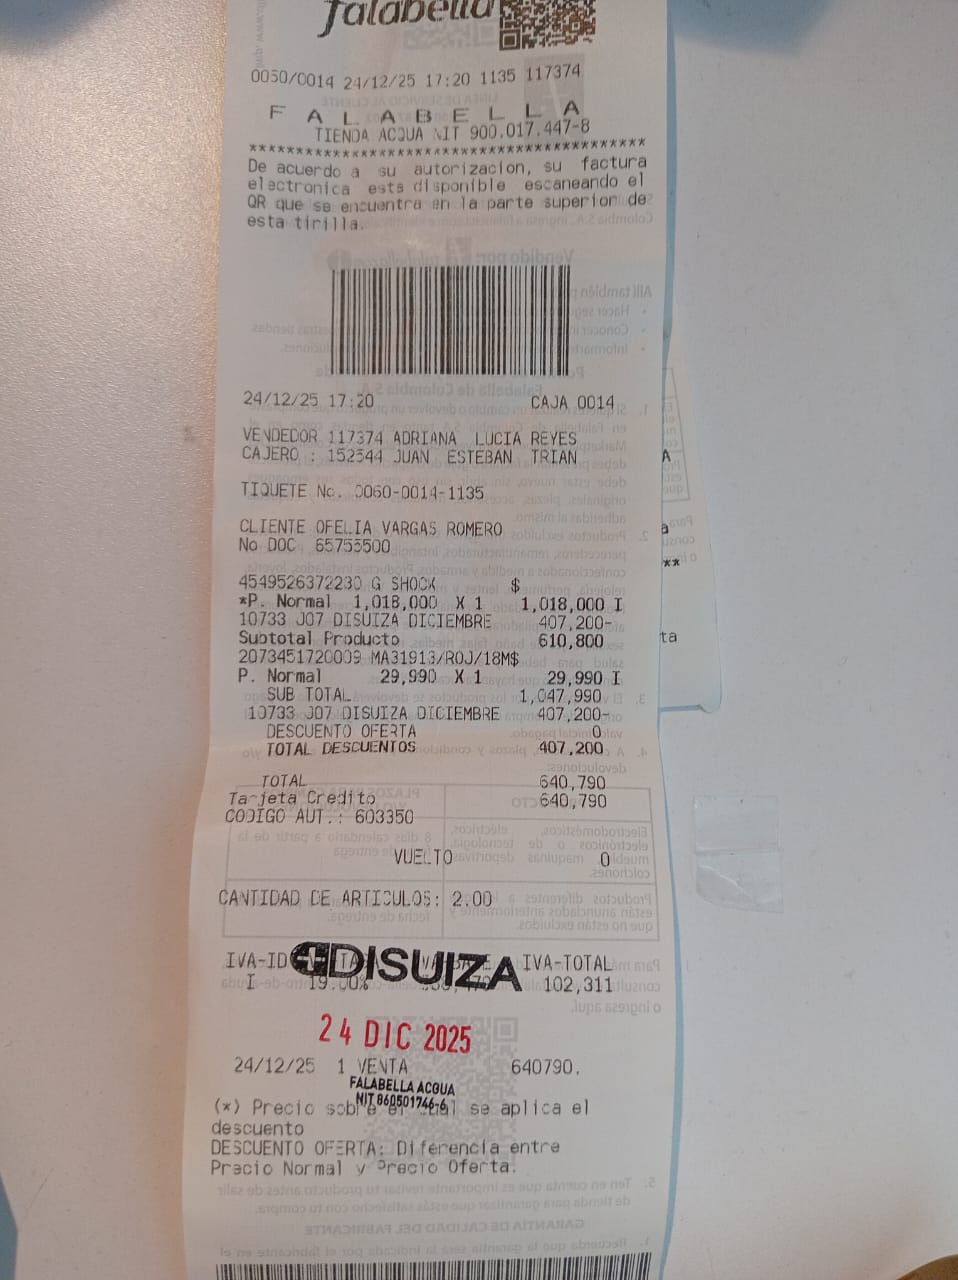 falabella
0050/0014 24/12/25 17:20 1135 117374
F A L A B E L L A
TIENDA ACQUA NIT 900.017.447-8
******************************************
De acuerdo a su autorizacion, su factura
electronica esta disponible escaneando el
QR que se encuentra en la parte superior de
esta tirilla.
24/12/25 17:20 CAJA 0014
VENDEDOR 117374 ADRIANA LUCIA REYES
CAJERO : 152544 JUAN ESTEBAN TRIAN
TIQUETE No. 0060-0014-1135
CLIENTE OFELIA VARGAS ROMERO
No DOC 65755500
4549526372230 G SHOCK $
*P. Normal 1,018,000 X 1 1,018,000 I
10733 J07 DISUIZA DICIEMBRE 407,200-
Subtotal Producto 610,800
2073451720009 MA31913/ROJ/18M$
P. Normal 29,990 X 1 29,990 I
SUB TOTAL 1,047,990
10733 J07 DISUIZA DICIEMBRE 407,200-
DESCUENTO OFERTA 0
TOTAL DESCUENTOS 407,200
TOTAL 640,790
Tarjeta Credito 640,790
CODIGO AUT.: 603350
VUELTO 0
CANTIDAD DE ARTICULOS: 2.00
IVA-ID IVA-TOTAL
DISUIZA
I 19.00% 102,311
24 DIC 2025
24/12/25 1 VENTA 640790.
FALABELLA ACQUA
NIT 860501746-6
(*) Precio sobre el cual se aplica el
descuento
DESCUENTO OFERTA: Diferencia entre
Precio Normal y Precio Oferta.